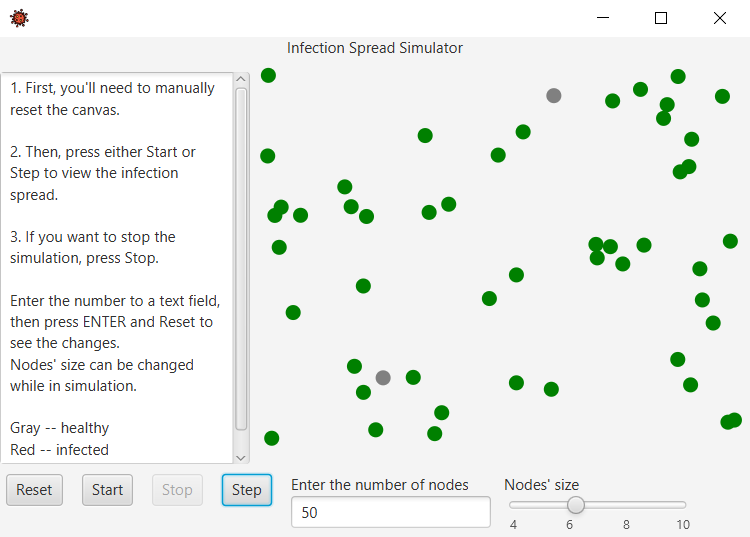 Infection Spread Simulator
1. First, you'll need to manually
reset the canvas.
2. Then, press either Start or
Step to view the infection
spread.
3. If you want to stop the
simulation, press Stop.
Enter the number to a text field,
then press ENTER and Reset to
see the changes.
Nodes' size can be changed
while in simulation.
Gray -- healthy
Red -- infected
Reset
Start
Stop
Step
Enter the number of nodes
50
Nodes' size
4 6 8 10